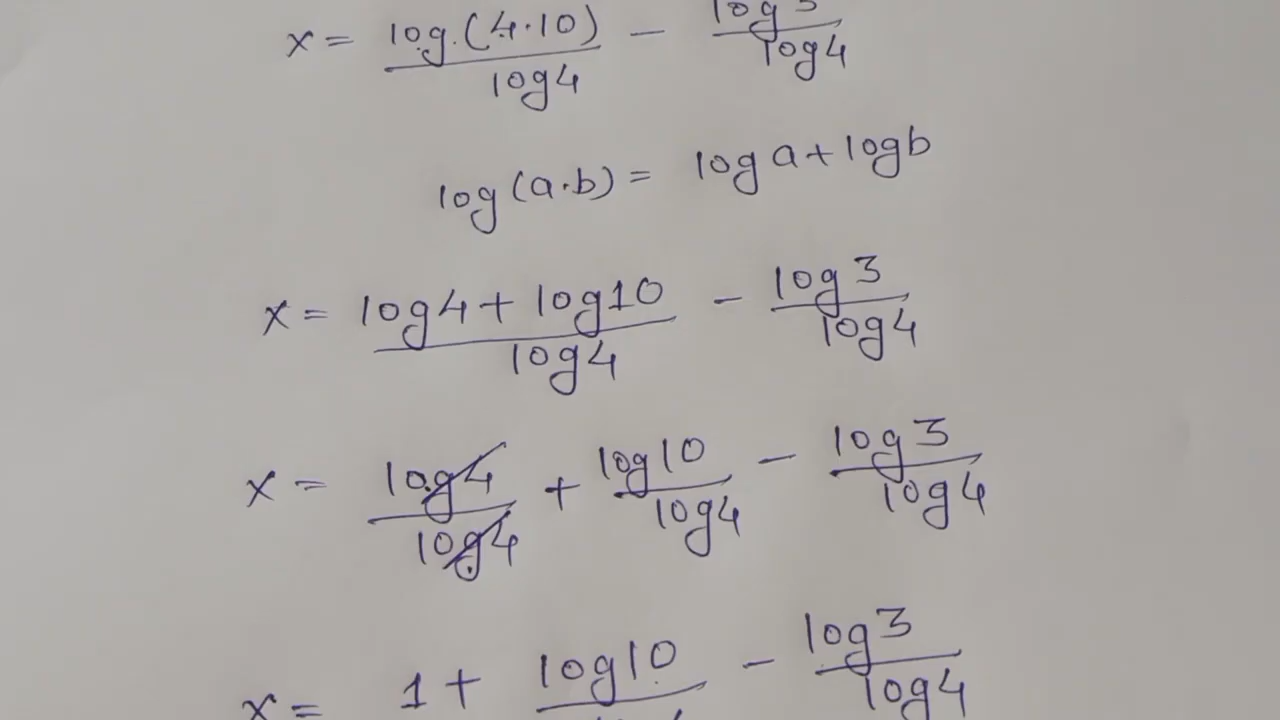 x = log(4·10)/log4 − log3/log4
log(a·b) = log a + log b
x = (log4 + log10)/log4 − log3/log4
x = log4/log4 + log10/log4 − log3/log4
x = 1 + log10/ − log3/log4